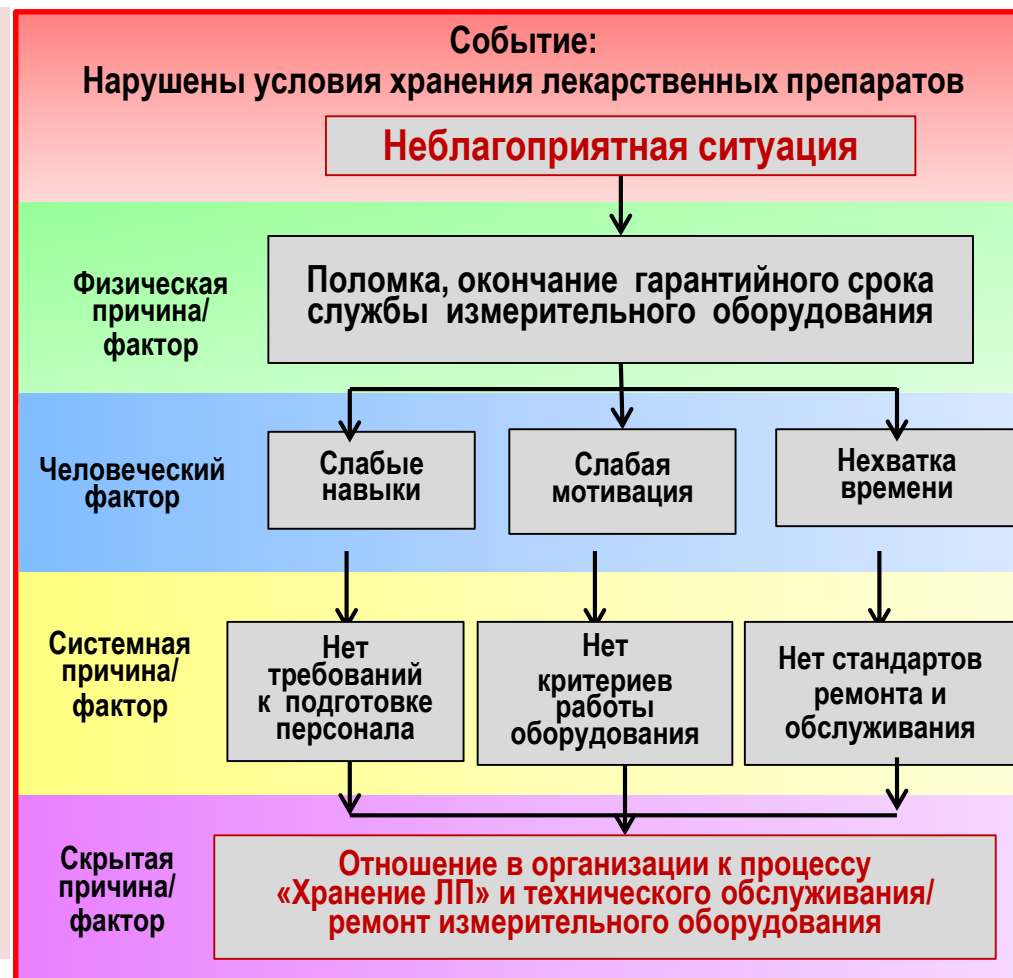 Событие:
Нарушены условия хранения лекарственных препаратов
Неблагоприятная ситуация
Физическая
причина/
фактор
Поломка, окончание гарантийного срока
службы измерительного оборудования
Человеческий
фактор
Слабые
навыки
Слабая
мотивация
Нехватка
времени
Системная
причина/
фактор
Нет
требований
к подготовке
персонала
Нет
критериев
работы
оборудования
Нет стандартов
ремонта и
обслуживания
Скрытая
причина/
фактор
Отношение в организации к процессу
«Хранение ЛП» и технического обслуживания/
ремонт измерительного оборудования